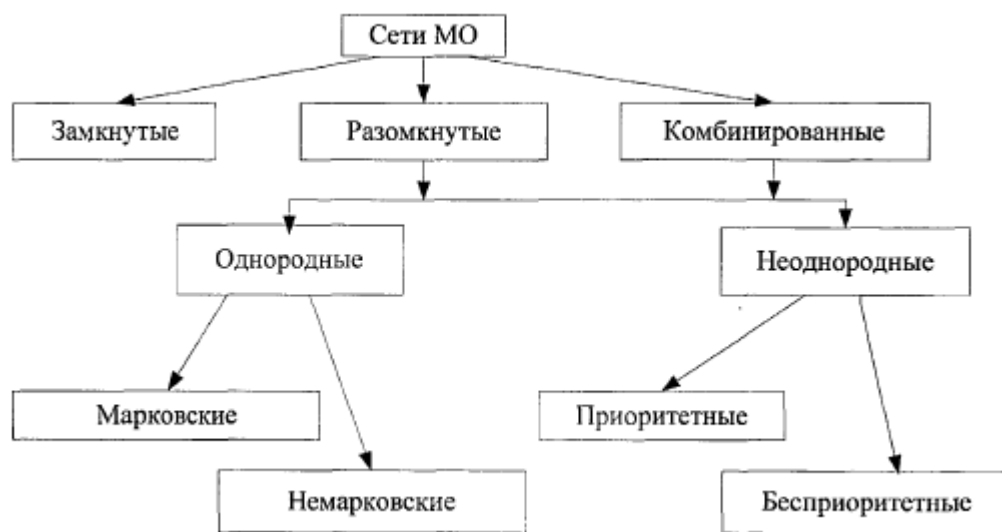 Сети МО
Замкнутые
Разомкнутые
Комбинированные
Однородные
Неоднородные
Марковские
Приоритетные
Немарковские
Бесприоритетные